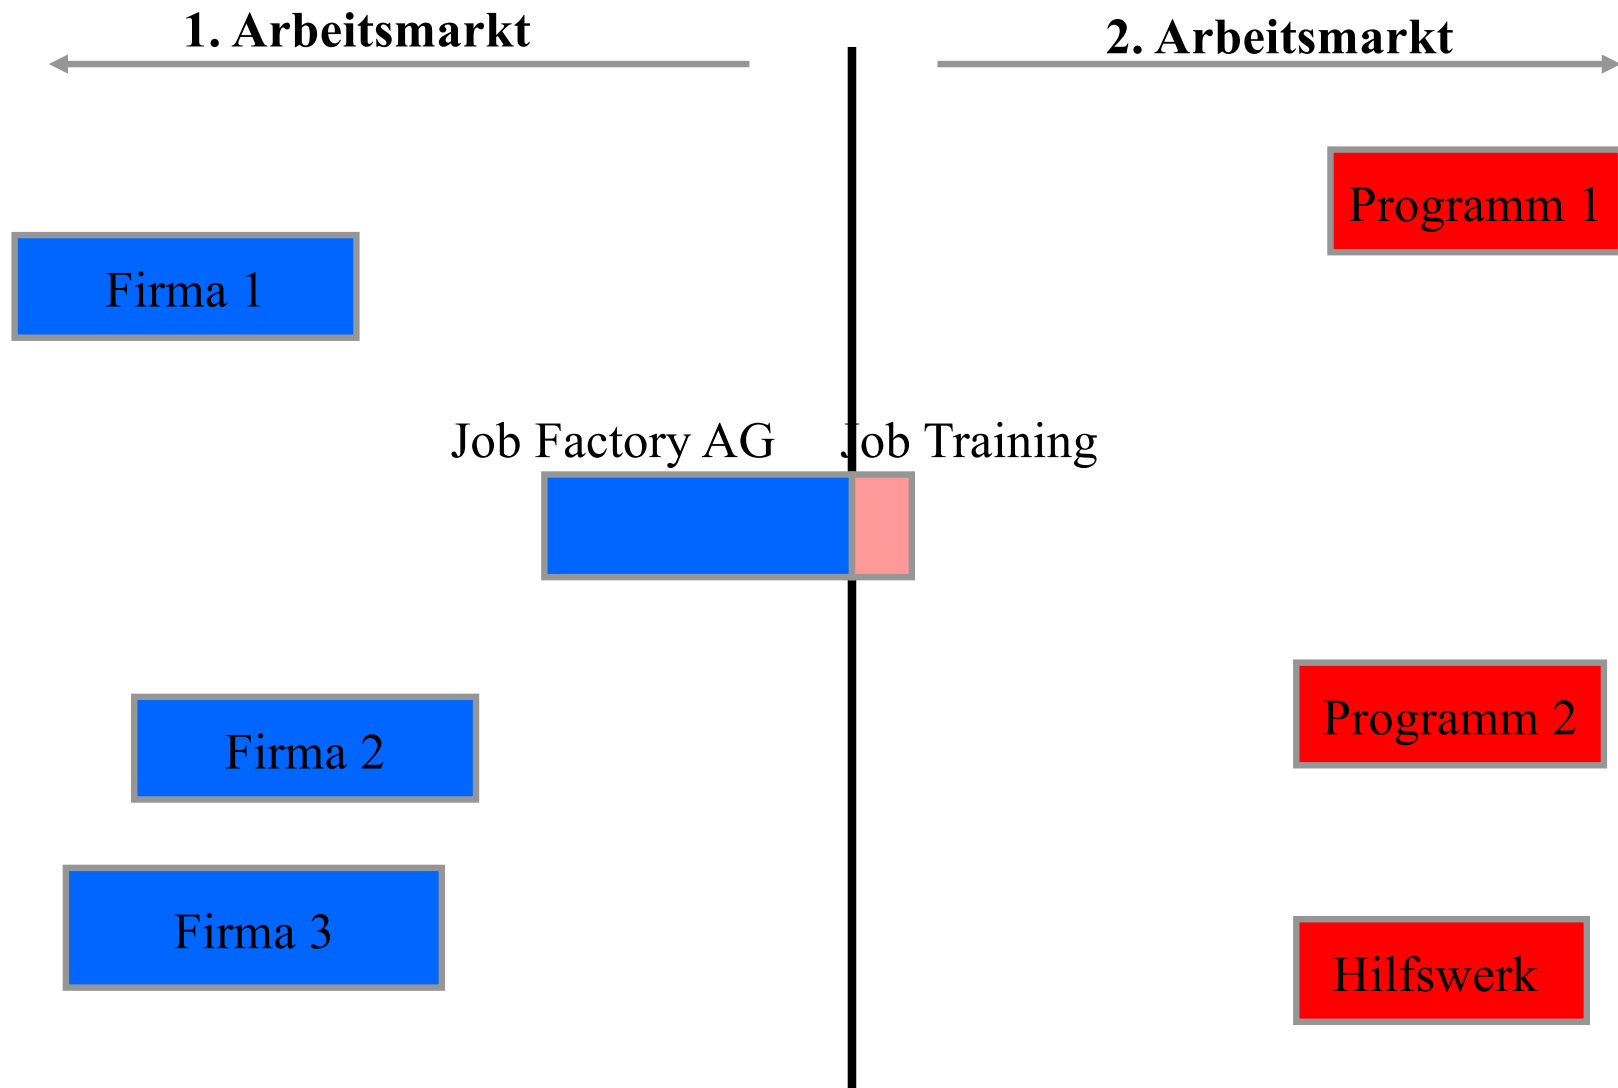 1. Arbeitsmarkt
2. Arbeitsmarkt
Programm 1
Firma 1
Job Factory AG
Job Training
Programm 2
Firma 2
Firma 3
Hilfswerk